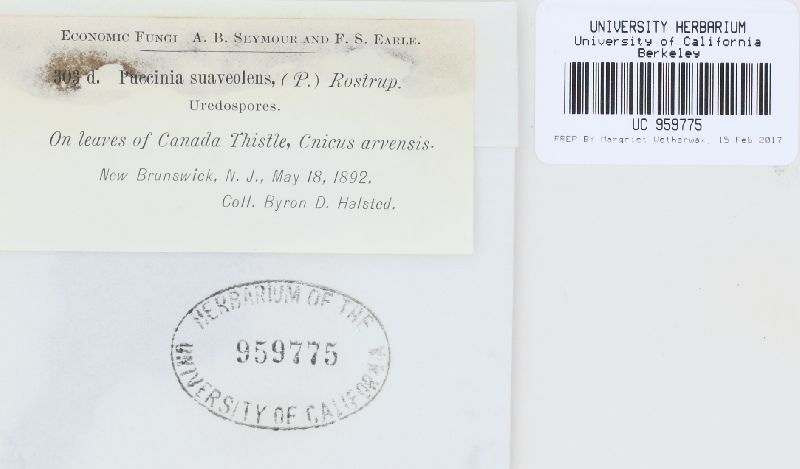 ECONOMIC FUNGI A. B. SEYMOUR AND F. S. EARLE.
303 d. Puccinia suaveolens, (P.) Rostrup.
Uredospores.
On leaves of Canada Thistle, Cnicus arvensis.
New Brunswick, N. J., May 18, 1892.
Coll. Byron D. Halsted.
UNIVERSITY HERBARIUM
University of California
Berkeley
UC 959775
PREP BY Margriet Wetherwax, 15 Feb 2017
HERBARIUM OF THE
959775
UNIVERSITY OF CALIFORNIA